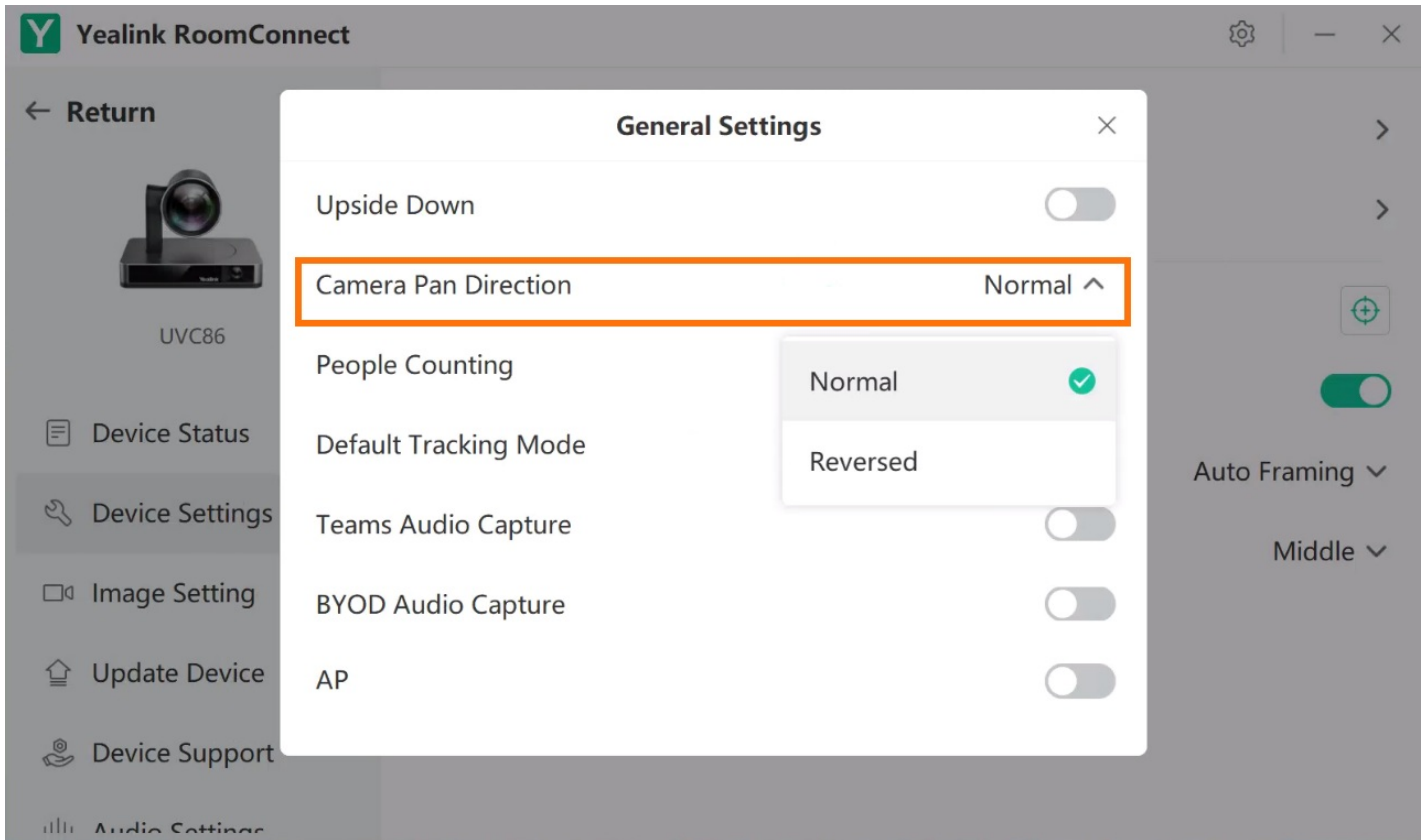 Yealink RoomConnect
Return
UVC86
Device Status
Device Settings
Image Setting
Update Device
Device Support
Audio Settings
General Settings
Upside Down
Camera Pan Direction Normal
People Counting
Normal
Default Tracking Mode
Reversed
Teams Audio Capture
BYOD Audio Capture
AP
Auto Framing
Middle